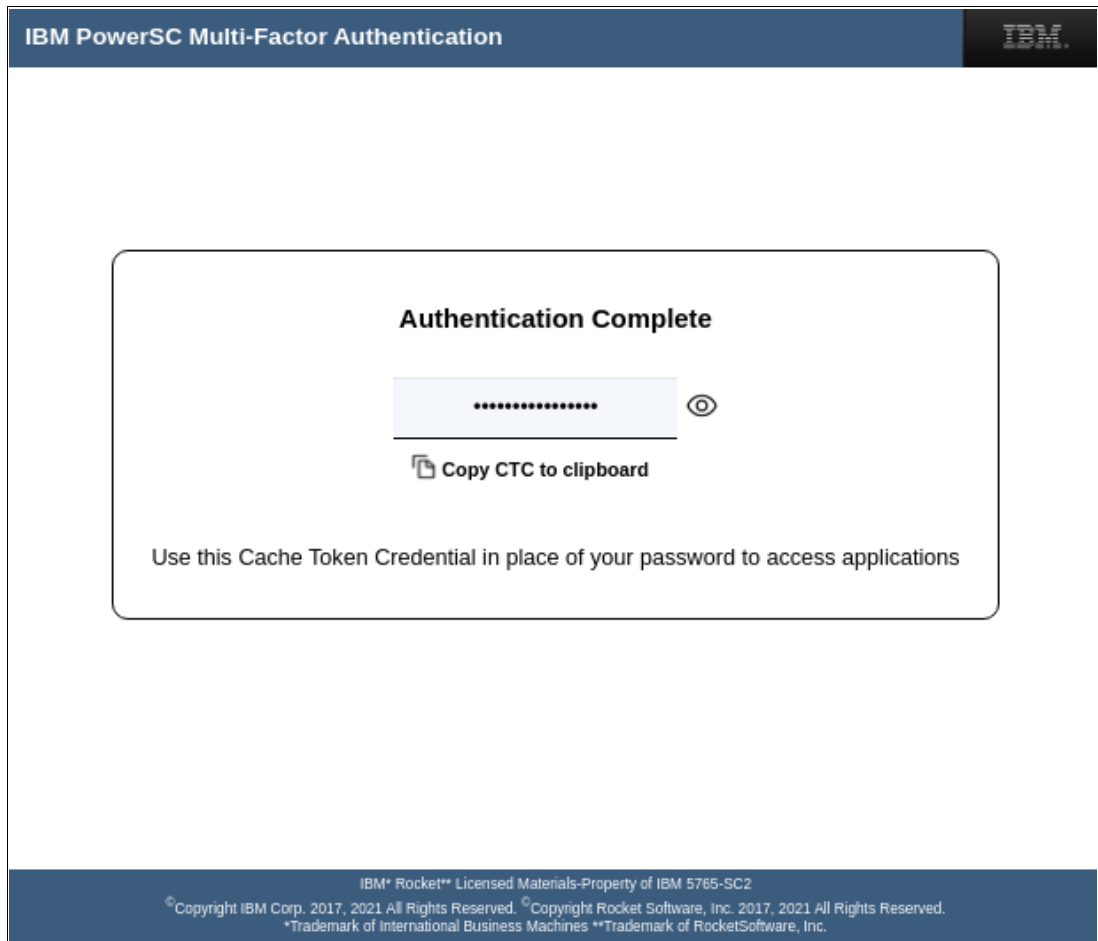 IBM PowerSC Multi-Factor Authentication
IBM.
Authentication Complete
••••••••••••••••
Copy CTC to clipboard
Use this Cache Token Credential in place of your password to access applications
IBM* Rocket** Licensed Materials-Property of IBM 5765-SC2
©Copyright IBM Corp. 2017, 2021 All Rights Reserved. ©Copyright Rocket Software, Inc. 2017, 2021 All Rights Reserved.
*Trademark of International Business Machines **Trademark of RocketSoftware, Inc.